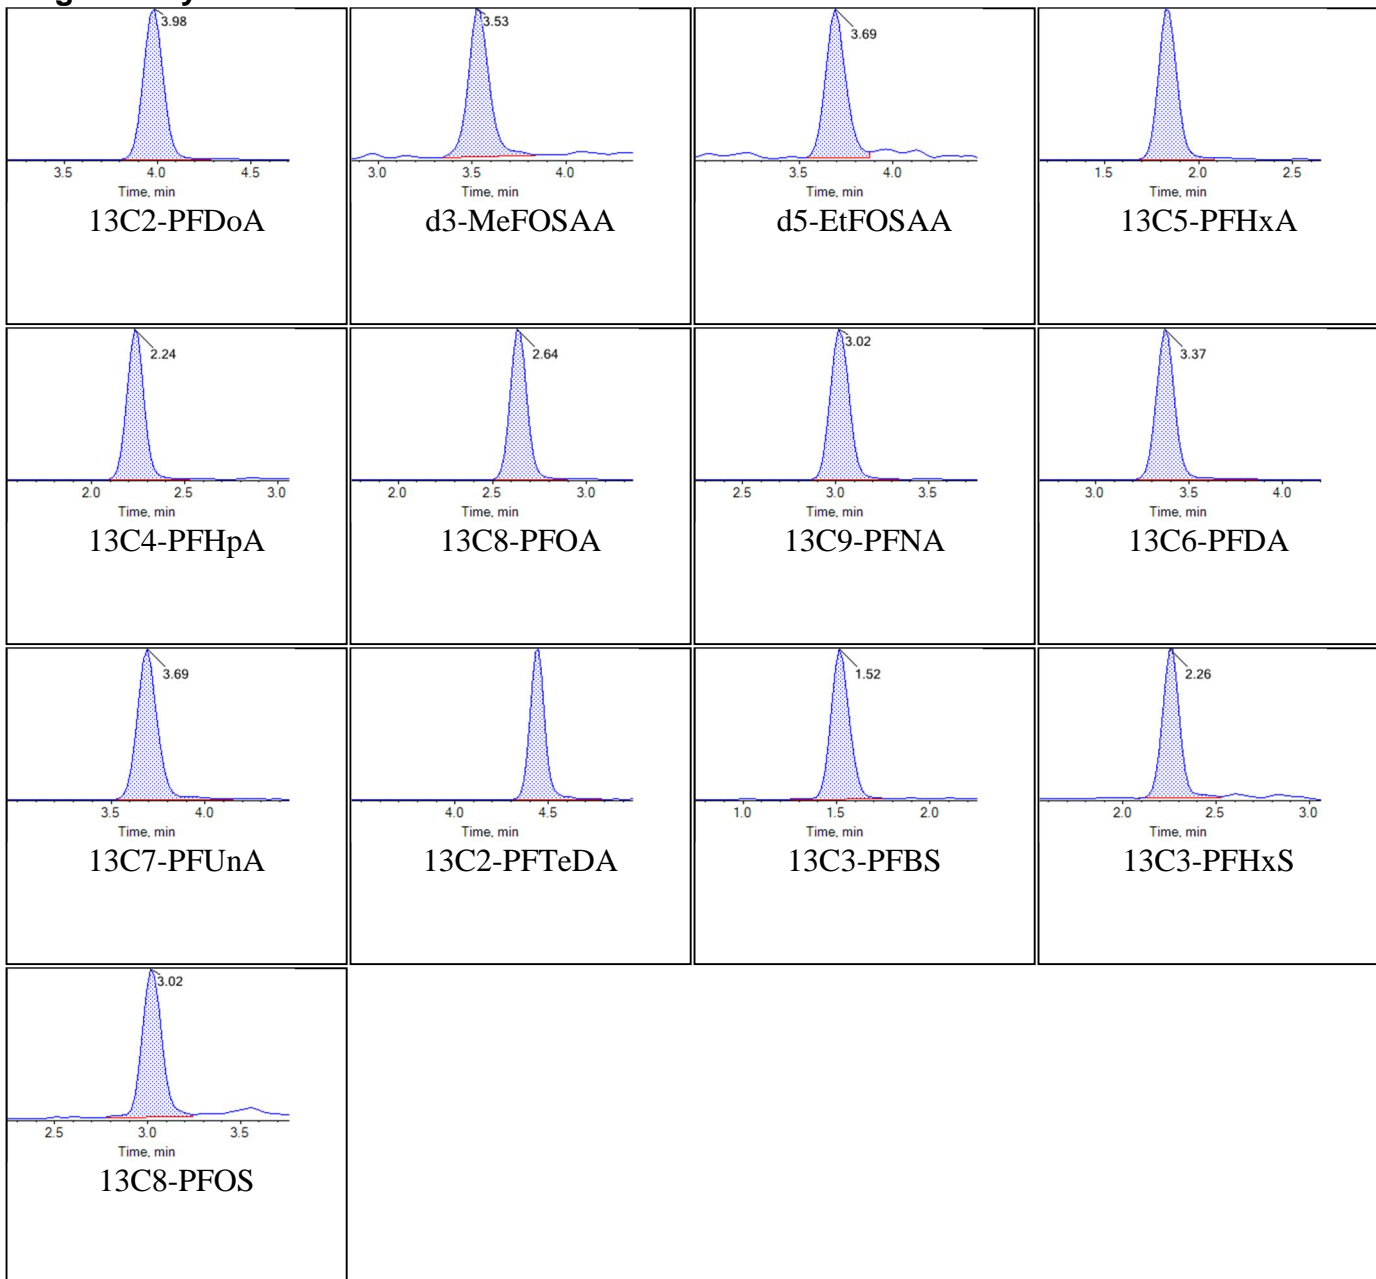 3.98
3.5 4.0 4.5
Time, min
13C2-PFDoA
3.53
3.0 3.5 4.0
Time, min
d3-MeFOSAA
3.69
3.5 4.0
Time, min
d5-EtFOSAA
1.5 2.0 2.5
Time, min
13C5-PFHxA
2.24
2.0 2.5 3.0
Time, min
13C4-PFHpA
2.64
2.0 2.5 3.0
Time, min
13C8-PFOA
3.02
2.5 3.0 3.5
Time, min
13C9-PFNA
3.37
3.0 3.5 4.0
Time, min
13C6-PFDA
3.69
3.5 4.0
Time, min
13C7-PFUnA
4.0 4.5
Time, min
13C2-PFTeDA
1.52
1.0 1.5 2.0
Time, min
13C3-PFBS
2.26
2.0 2.5 3.0
Time, min
13C3-PFHxS
3.02
2.5 3.0 3.5
Time, min
13C8-PFOS